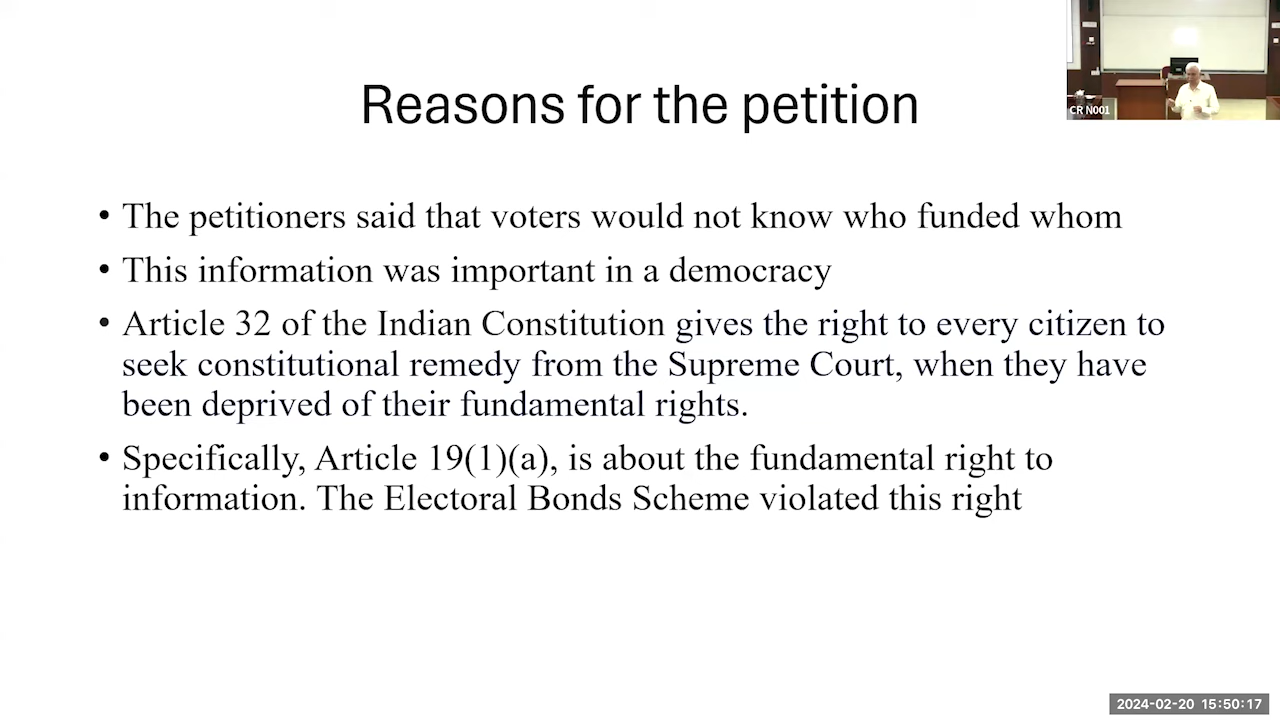 CR N001
Reasons for the petition
• The petitioners said that voters would not know who funded whom
• This information was important in a democracy
• Article 32 of the Indian Constitution gives the right to every citizen to
seek constitutional remedy from the Supreme Court, when they have
been deprived of their fundamental rights.
• Specifically, Article 19(1)(a), is about the fundamental right to
information. The Electoral Bonds Scheme violated this right
2024-02-20 15:50:17